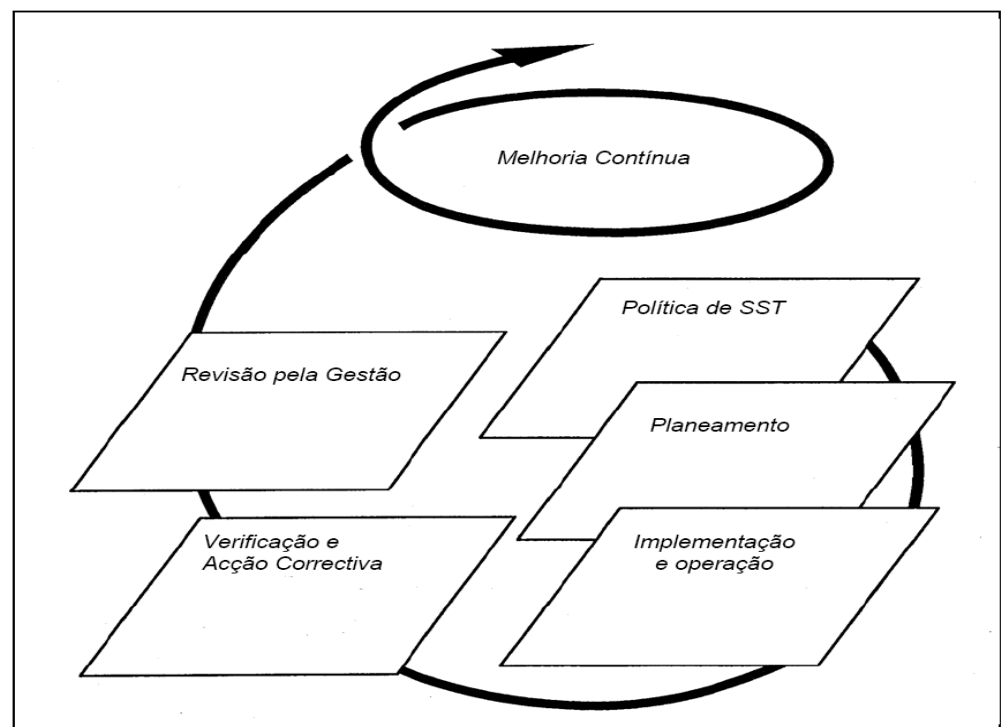 Melhoria Contínua
Política de SST
Revisão pela Gestão
Planeamento
Verificação e
Acção Correctiva
Implementação
e operação